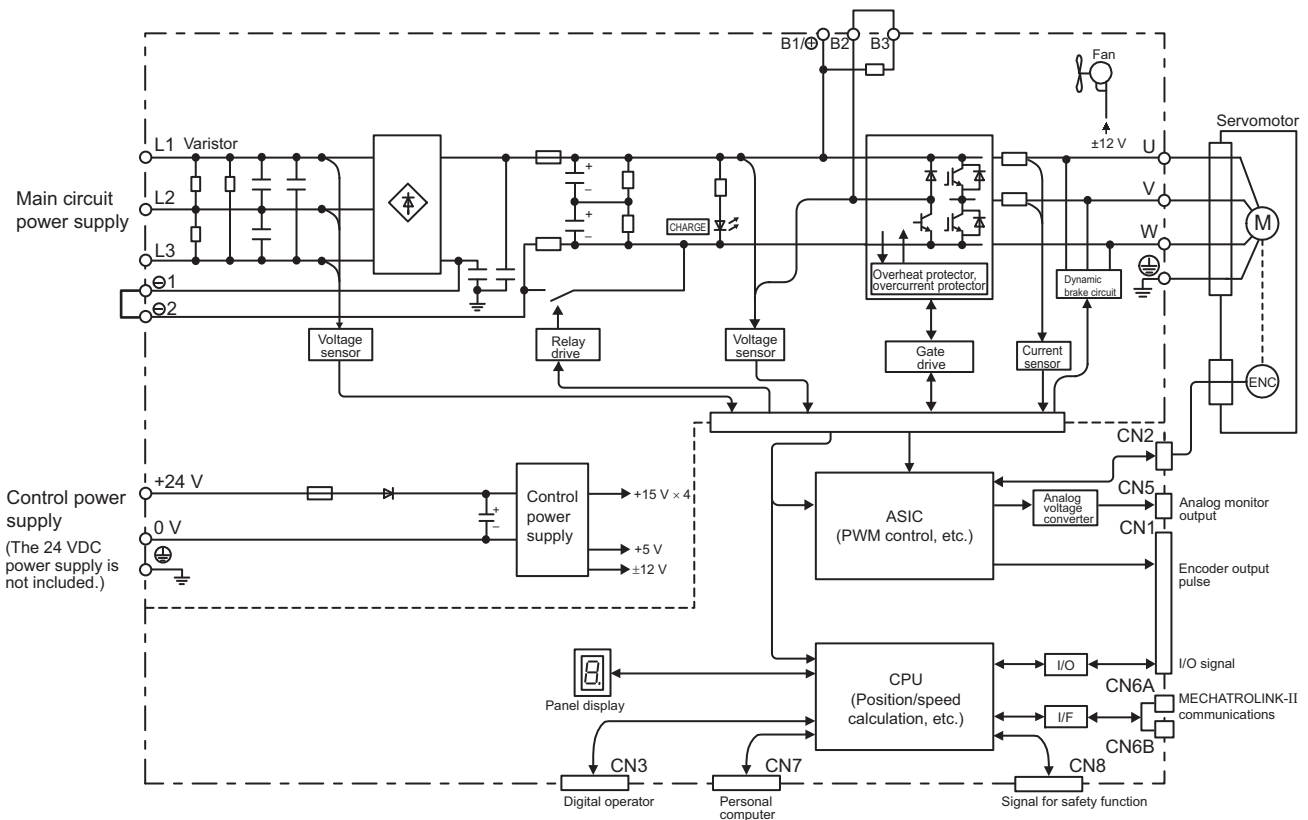 B1/⊕ B2 B3
Fan
±12 V
Servomotor
L1 Varistor
L2
L3
⊖1
⊖2
Main circuit
power supply
+
–
+
–
CHARGE
Overheat protector,
overcurrent protector
U
V
W
M
Dynamic
brake circuit
Voltage
sensor
Relay
drive
Voltage
sensor
Gate
drive
Current
sensor
ENC
CN2
Control power
supply
(The 24 VDC
power supply is
not included.)
+24 V
0 V
+
–
Control
power
supply
+15 V × 4
+5 V
±12 V
ASIC
(PWM control, etc.)
Analog
voltage
converter
CN5
Analog monitor
output
CN1
Encoder output
pulse
8.
Panel display
CPU
(Position/speed
calculation, etc.)
I/O
I/O signal
I/F
CN6A
MECHATROLINK-II
communications
CN6B
CN3
Digital operator
CN7
Personal
computer
CN8
Signal for safety function